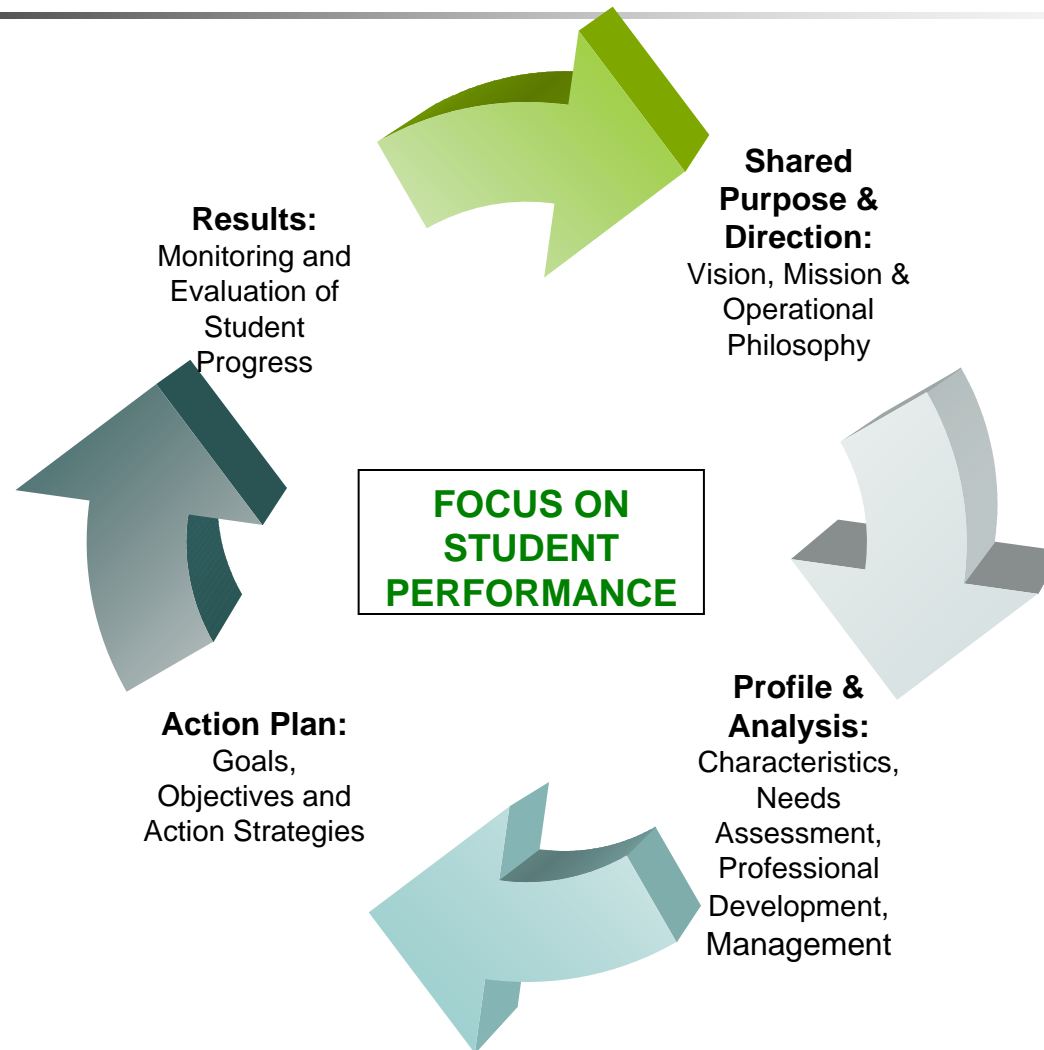 Shared
Purpose &
Direction:
Vision, Mission &
Operational
Philosophy
Results:
Monitoring and
Evaluation of
Student
Progress
FOCUS ON
STUDENT
PERFORMANCE
Profile &
Analysis:
Characteristics,
Needs
Assessment,
Professional
Development,
Management
Action Plan:
Goals,
Objectives and
Action Strategies